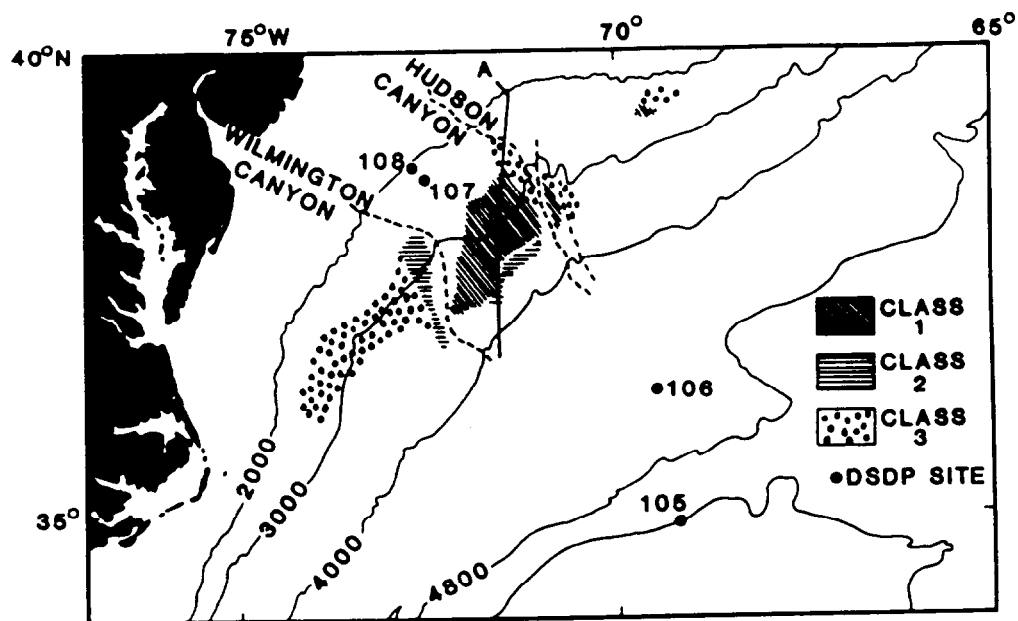 75°W
70°
65°
40°N
A
HUDSON
CANYON
WILMINGTON
CANYON
108
107
CLASS
1
CLASS
2
106
CLASS
3
DSDP SITE
105
35°
2000
3000
4000
4800